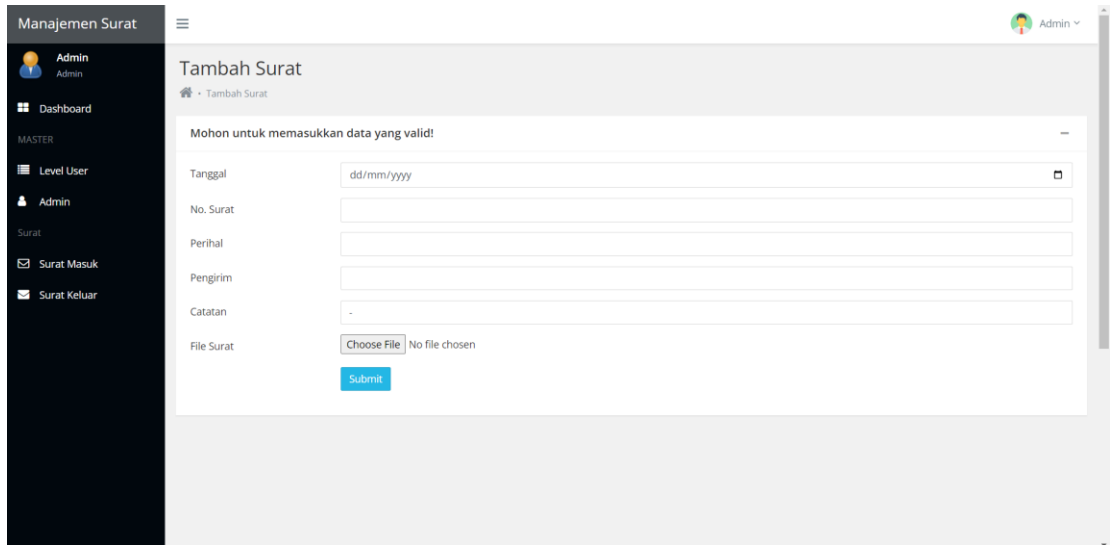 Manajemen Surat
Admin
Admin
Admin
Dashboard
MASTER
Level User
Admin
Surat
Surat Masuk
Surat Keluar
Tambah Surat
• Tambah Surat
Mohon untuk memasukkan data yang valid!
Tanggal dd/mm/yyyy
No. Surat
Perihal
Pengirim
Catatan -
File Surat Choose File No file chosen
Submit